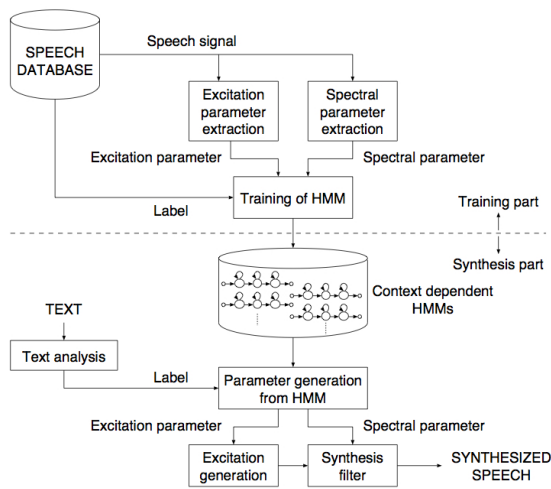 SPEECH
DATABASE
Speech signal
Excitation
parameter
extraction
Spectral
parameter
extraction
Excitation parameter
Spectral parameter
Training of HMM
Label
Training part
Synthesis part
Context dependent
HMMs
TEXT
Text analysis
Label
Parameter generation
from HMM
Excitation parameter
Spectral parameter
Excitation
generation
Synthesis
filter
SYNTHESIZED
SPEECH